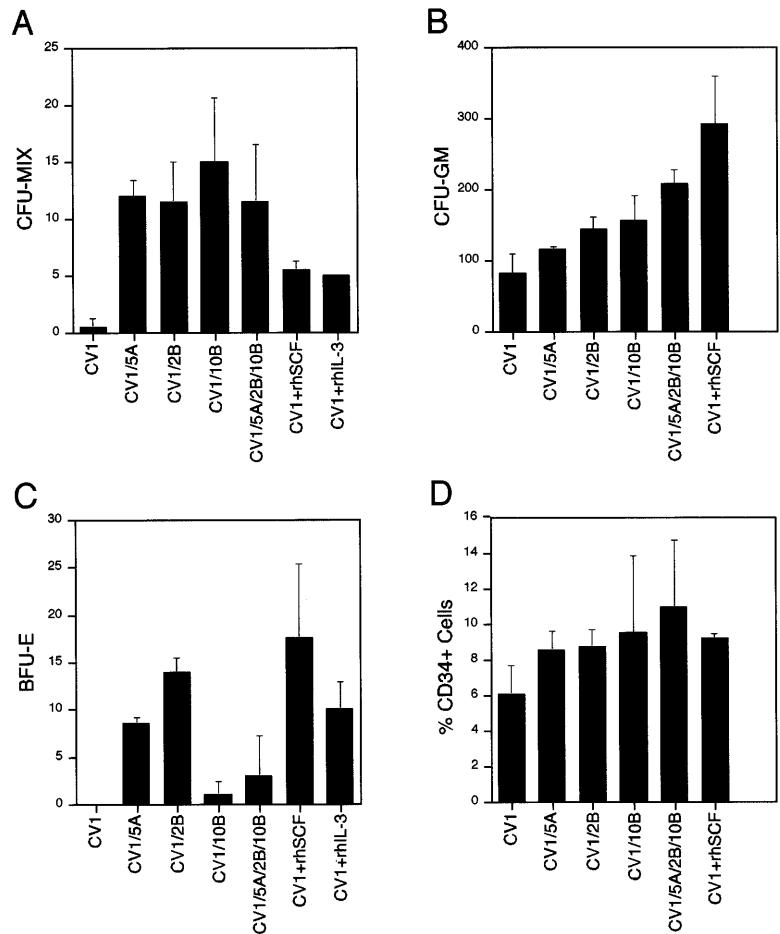 A
CFU-MIX
25
20
15
10
5
0
CV1
CV1/5A
CV1/2B
CV1/10B
CV1/5A/2B/10B
CV1+rhSCF
CV1+rhIL-3
B
CFU-GM
400
300
200
100
0
CV1
CV1/5A
CV1/2B
CV1/10B
CV1/5A/2B/10B
CV1+rhSCF
C
BFU-E
30
25
20
15
10
5
0
CV1
CV1/5A
CV1/2B
CV1/10B
CV1/5A/2B/10B
CV1+rhSCF
CV1+rhIL-3
D
% CD34+ Cells
16
14
12
10
8
6
4
2
0
CV1
CV1/5A
CV1/2B
CV1/10B
CV1/5A/2B/10B
CV1+rhSCF